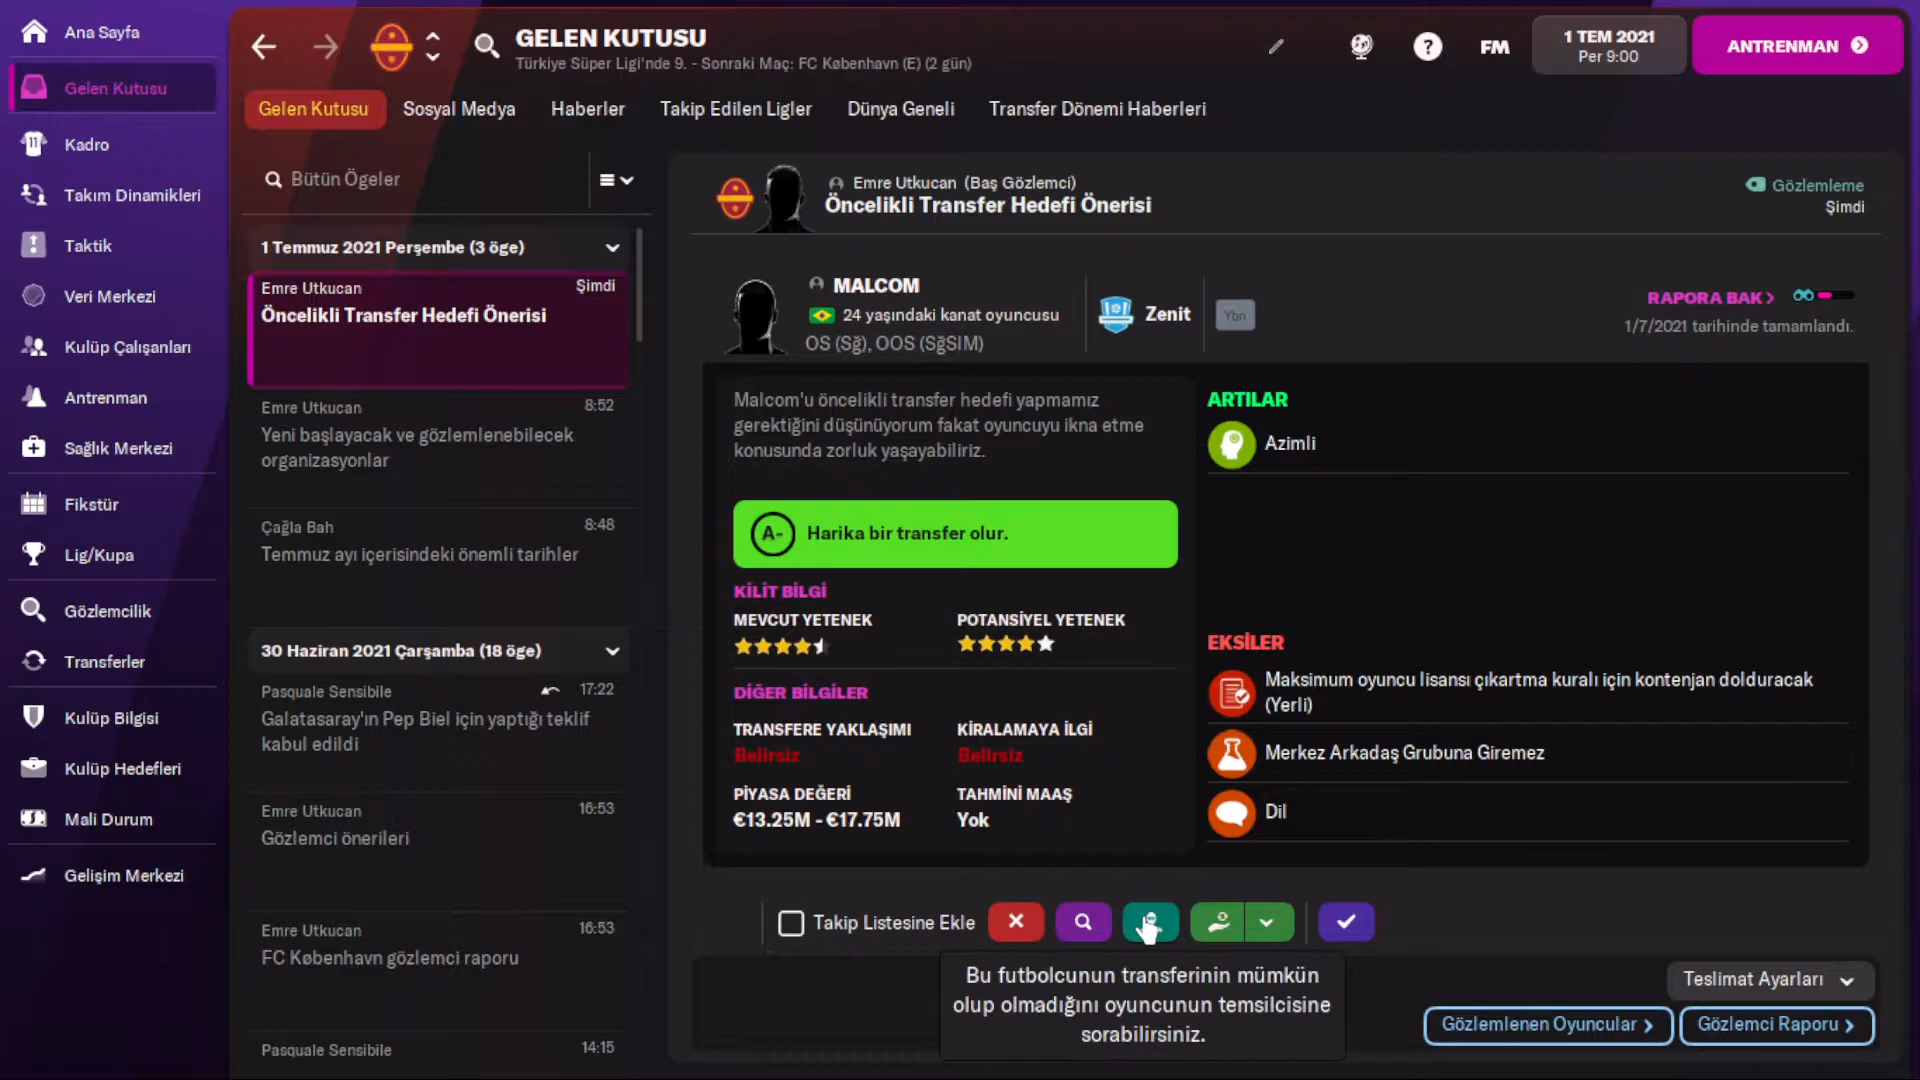 Ana Sayfa
Gelen Kutusu
Kadro
Takım Dinamikleri
Taktik
Veri Merkezi
Kulüp Çalışanları
Antrenman
Sağlık Merkezi
Fikstür
Lig/Kupa
Gözlemcilik
Transferler
Kulüp Bilgisi
Kulüp Hedefleri
Mali Durum
Gelişim Merkezi
GELEN KUTUSU
Türkiye Süper Ligi'nde 9. - Sonraki Maç: FC København (E) (2 gün)
FM
1 TEM 2021
Per 9:00
ANTRENMAN
Gelen Kutusu
Sosyal Medya
Haberler
Takip Edilen Ligler
Dünya Geneli
Transfer Dönemi Haberleri
Bütün Ögeler
1 Temmuz 2021 Perşembe (3 öge)
Emre Utkucan
Şimdi
Öncelikli Transfer Hedefi Önerisi
Emre Utkucan
8:52
Yeni başlayacak ve gözlemlenebilecek
organizasyonlar
Çağla Bah
8:48
Temmuz ayı içerisindeki önemli tarihler
30 Haziran 2021 Çarşamba (18 öge)
Pasquale Sensibile
17:22
Galatasaray'ın Pep Biel için yaptığı teklif
kabul edildi
Emre Utkucan
16:53
Gözlemci önerileri
Emre Utkucan
16:53
FC København gözlemci raporu
Pasquale Sensibile
14:15
Emre Utkucan (Baş Gözlemci)
Öncelikli Transfer Hedefi Önerisi
Gözlemleme
Şimdi
MALCOM
24 yaşındaki kanat oyuncusu
OS (Sğ), OOS (SğSIM)
Zenit
Ybn
RAPORA BAK
1/7/2021 tarihinde tamamlandı.
Malcom'u öncelikli transfer hedefi yapmamız
gerektiğini düşünüyorum fakat oyuncuyu ikna etme
konusunda zorluk yaşayabiliriz.
A- Harika bir transfer olur.
KİLİT BİLGİ
MEVCUT YETENEK
POTANSİYEL YETENEK
DİĞER BİLGİLER
TRANSFERE YAKLAŞIMI
KİRALAMAYA İLGİ
Belirsiz
Belirsiz
PİYASA DEĞERİ
TAHMİNİ MAAŞ
€13.25M - €17.75M
Yok
ARTILAR
Azimli
EKSİLER
Maksimum oyuncu lisansı çıkartma kuralı için kontenjan dolduracak
(Yerli)
Merkez Arkadaş Grubuna Giremez
Dil
Takip Listesine Ekle
Bu futbolcunun transferinin mümkün
olup olmadığını oyuncunun temsilcisine
sorabilirsiniz.
Teslimat Ayarları
Gözlemlenen Oyuncular
Gözlemci Raporu